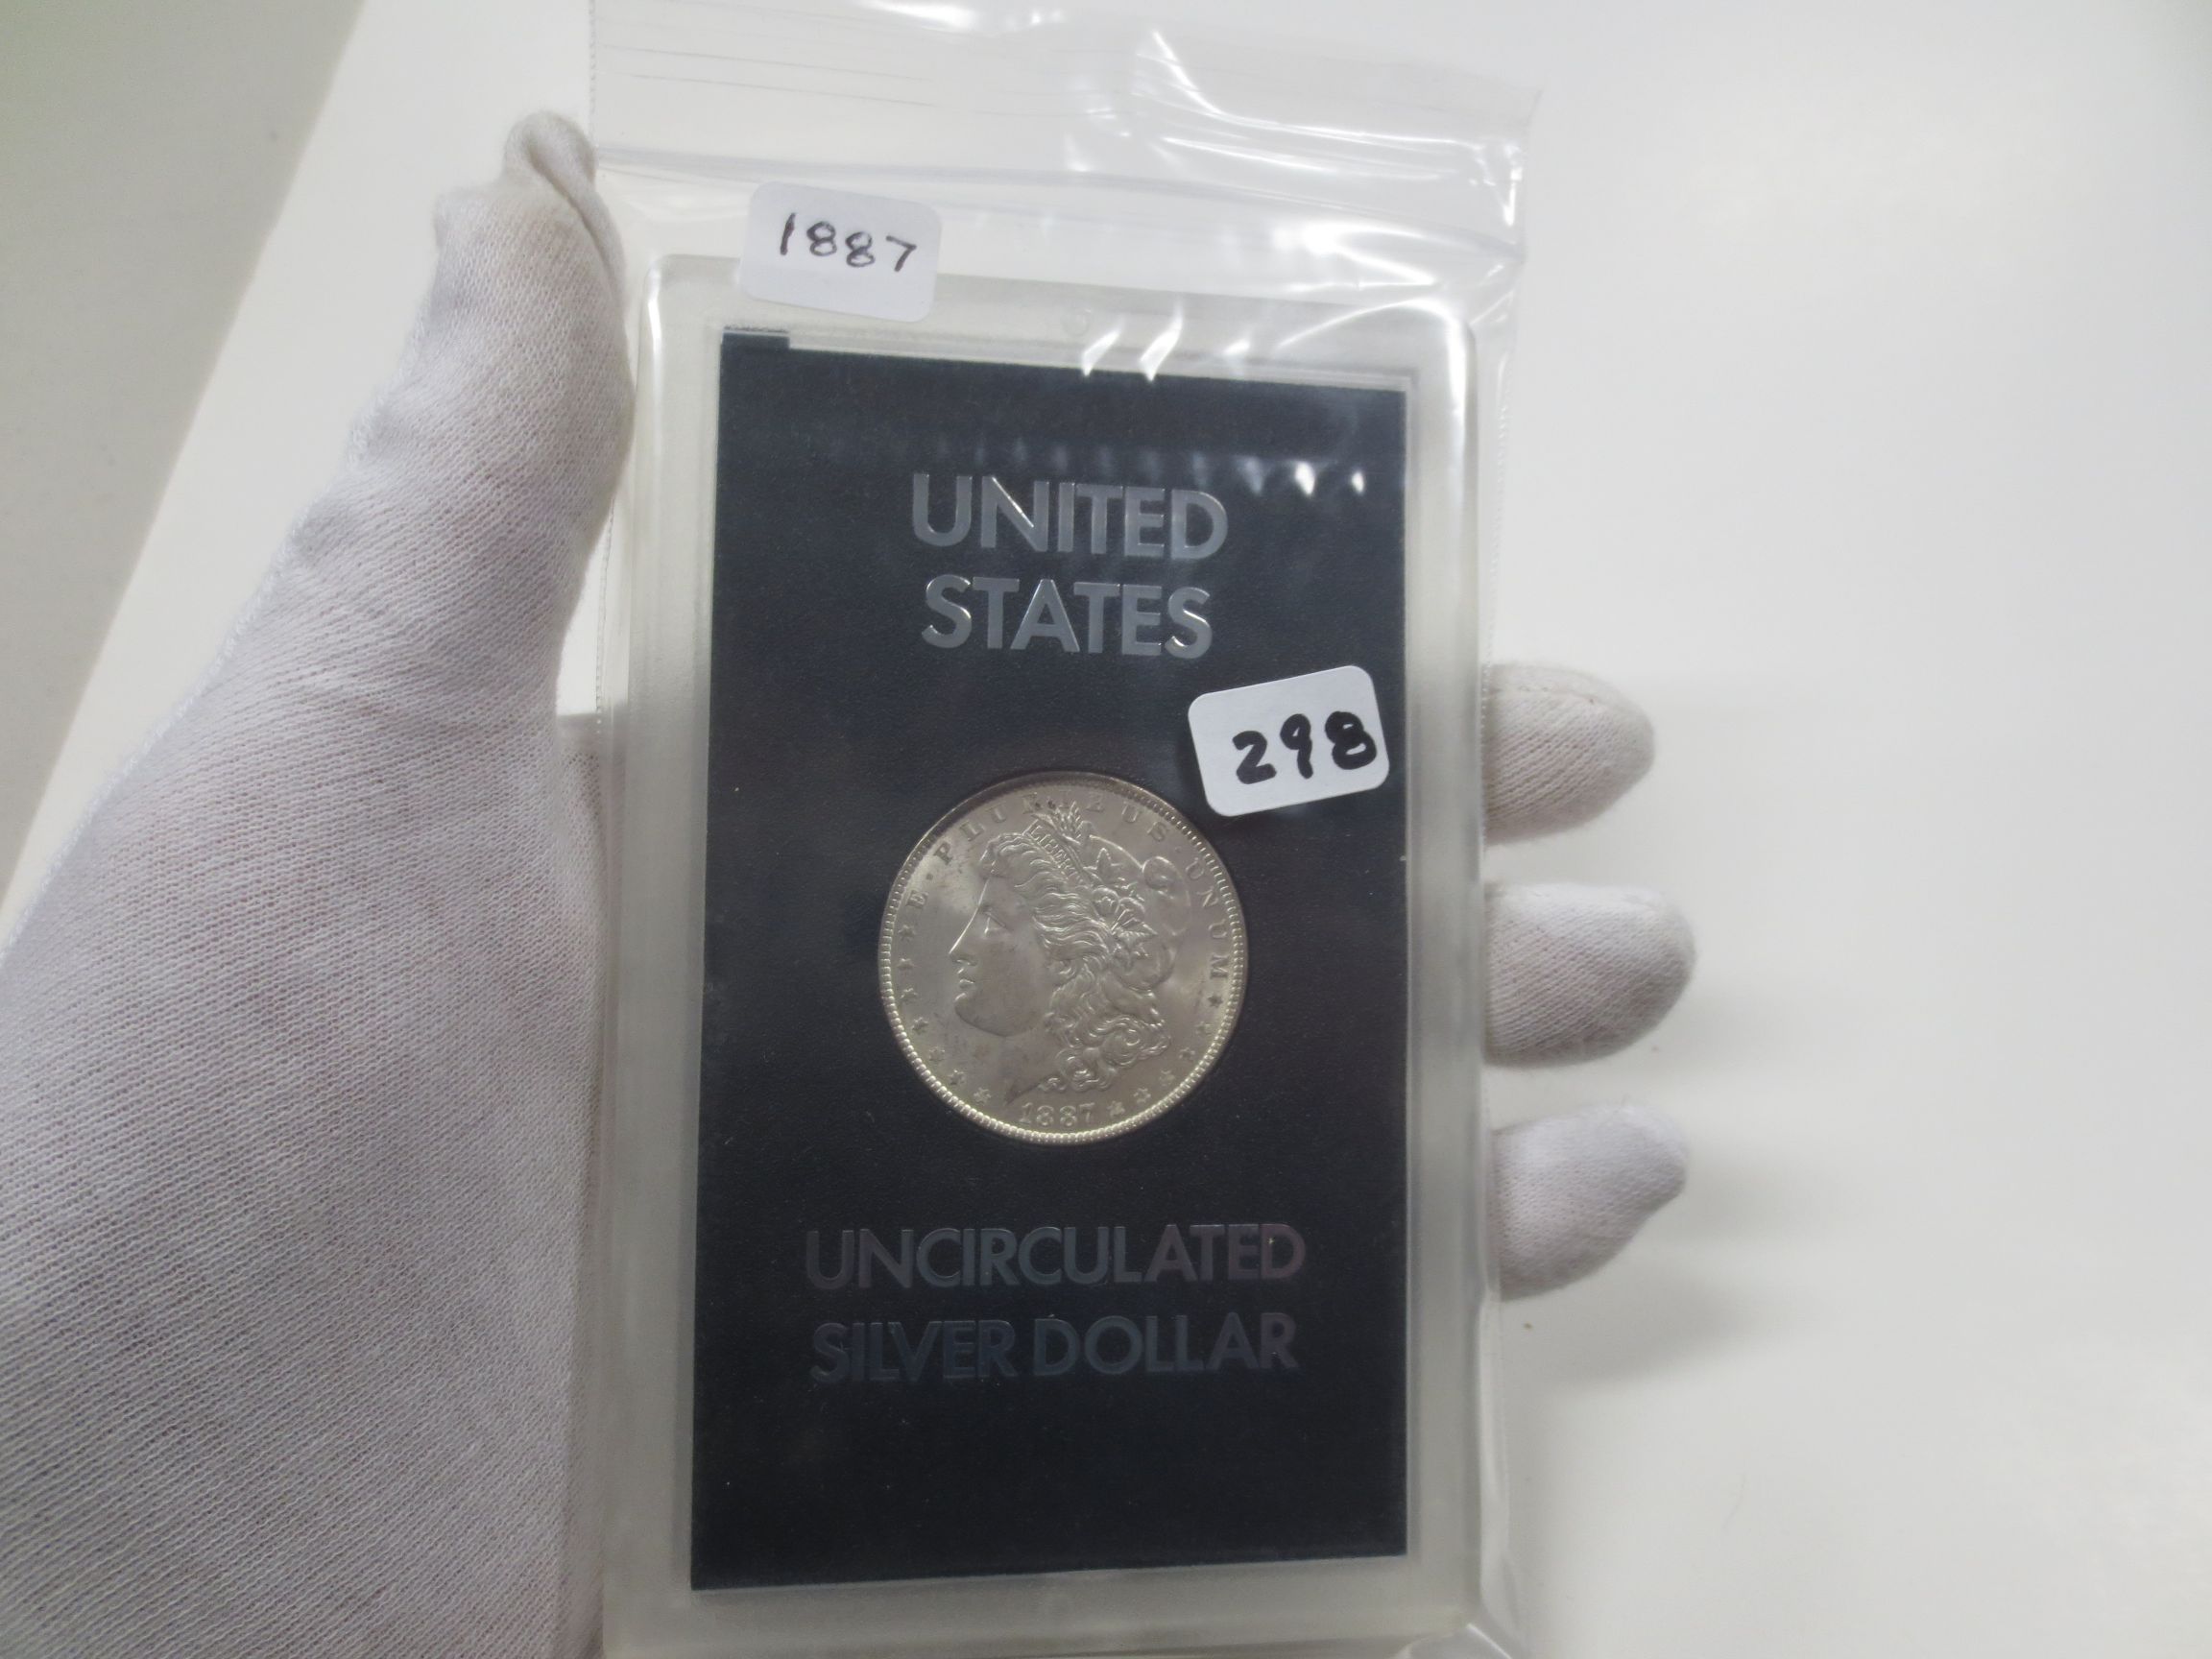 1887
UNITED
STATES
298
E·PLURIBUS·UNUM
LIBERTY
1887
UNCIRCULATED
SILVER DOLLAR